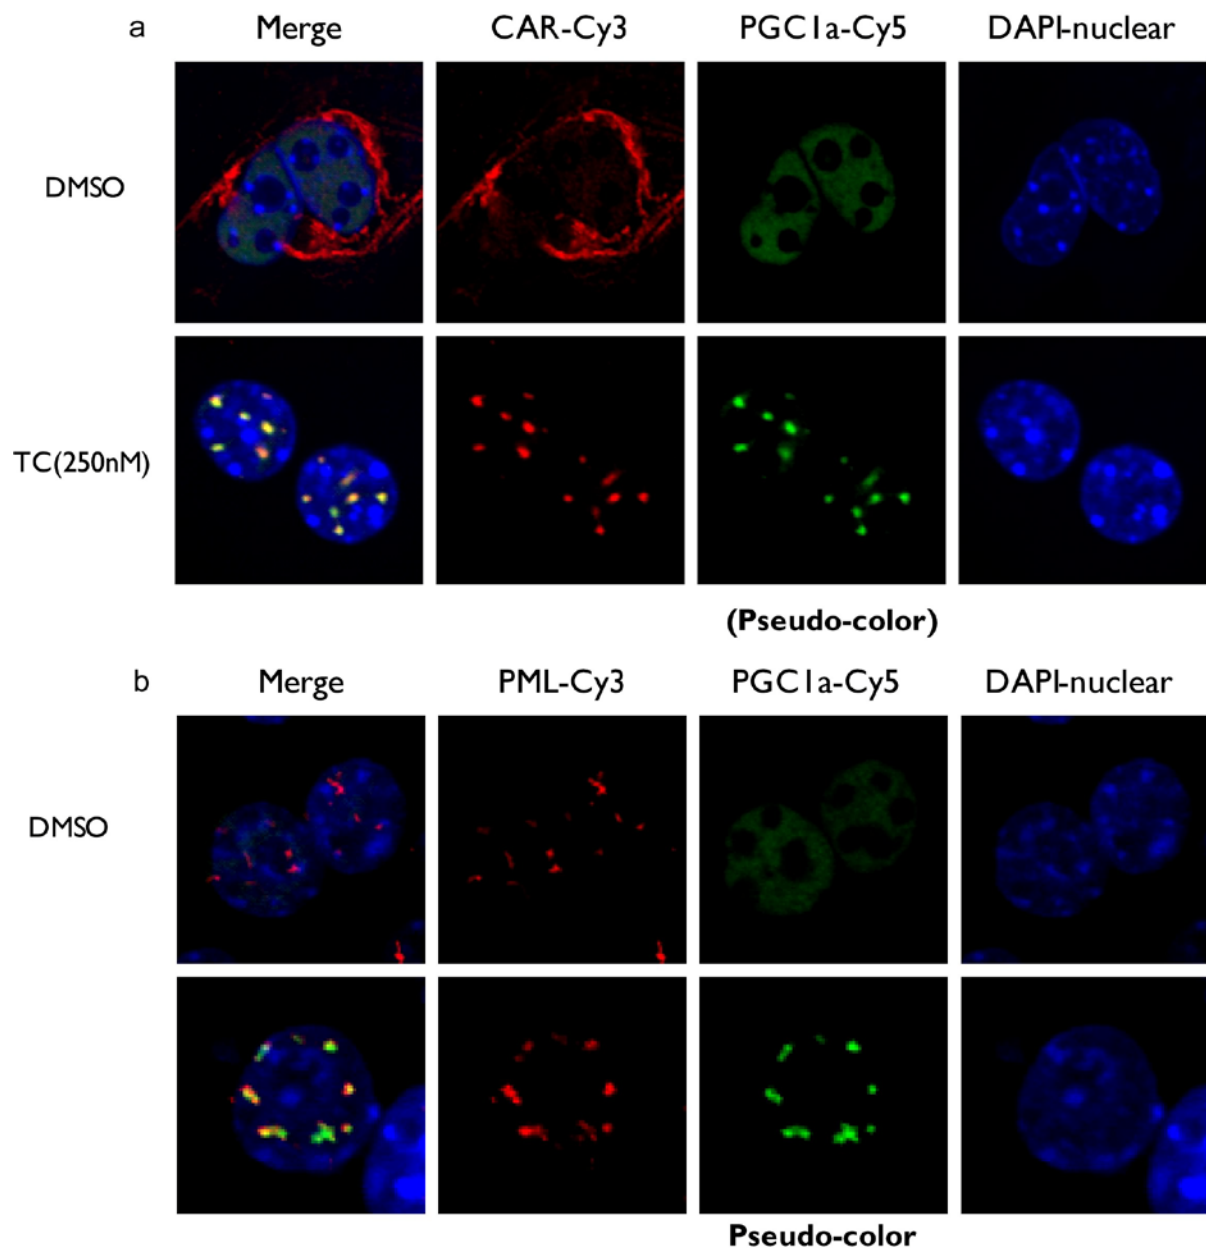 a
Merge CAR-Cy3 PGC1a-Cy5 DAPI-nuclear
DMSO
TC(250nM)
(Pseudo-color)
b
Merge PML-Cy3 PGC1a-Cy5 DAPI-nuclear
DMSO
Pseudo-color